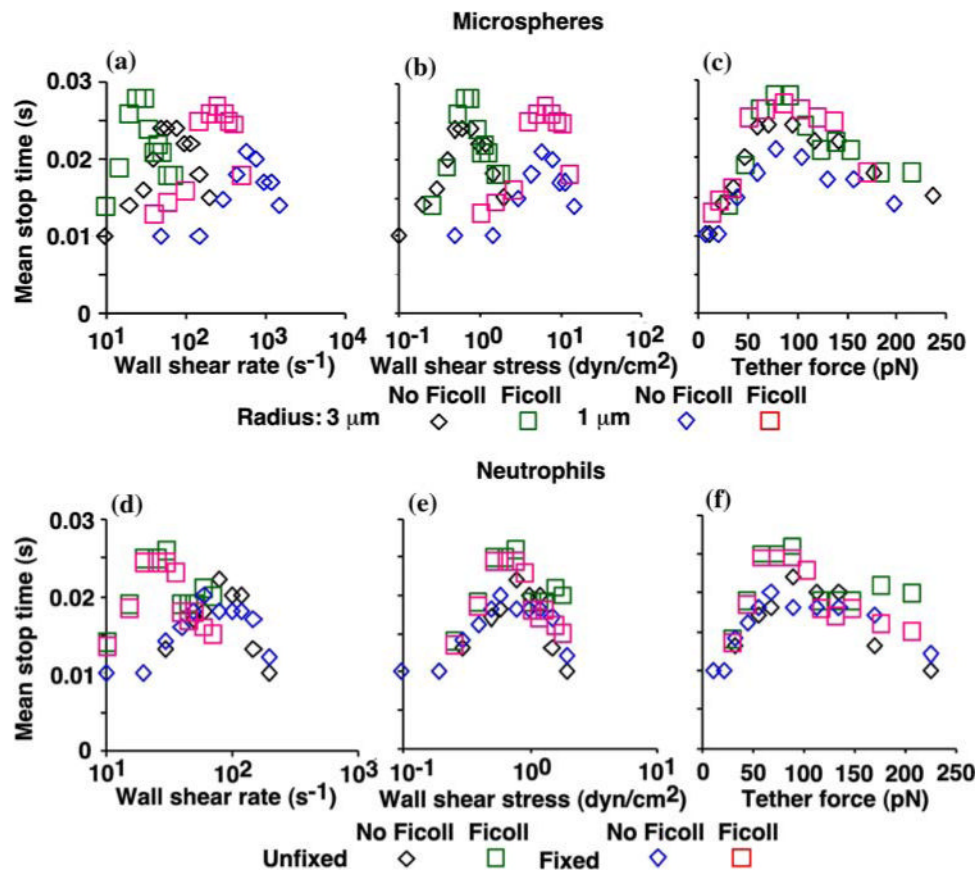 Microspheres
(a) (b) (c)
Mean stop time (s)
0.03
0.02
0.01
0
10¹ 10² 10³ 10⁴
Wall shear rate (s⁻¹)
10⁻¹ 10⁰ 10¹ 10²
Wall shear stress (dyn/cm²)
0 50 100 150 200 250
Tether force (pN)
No Ficoll Ficoll No Ficoll Ficoll
Radius: 3 μm 1 μm
Neutrophils
(d) (e) (f)
Mean stop time (s)
0.03
0.02
0.01
0
10¹ 10² 10³
Wall shear rate (s⁻¹)
10⁻¹ 10⁰ 10¹
Wall shear stress (dyn/cm²)
0 50 100 150 200 250
Tether force (pN)
No Ficoll Ficoll No Ficoll Ficoll
Unfixed Fixed